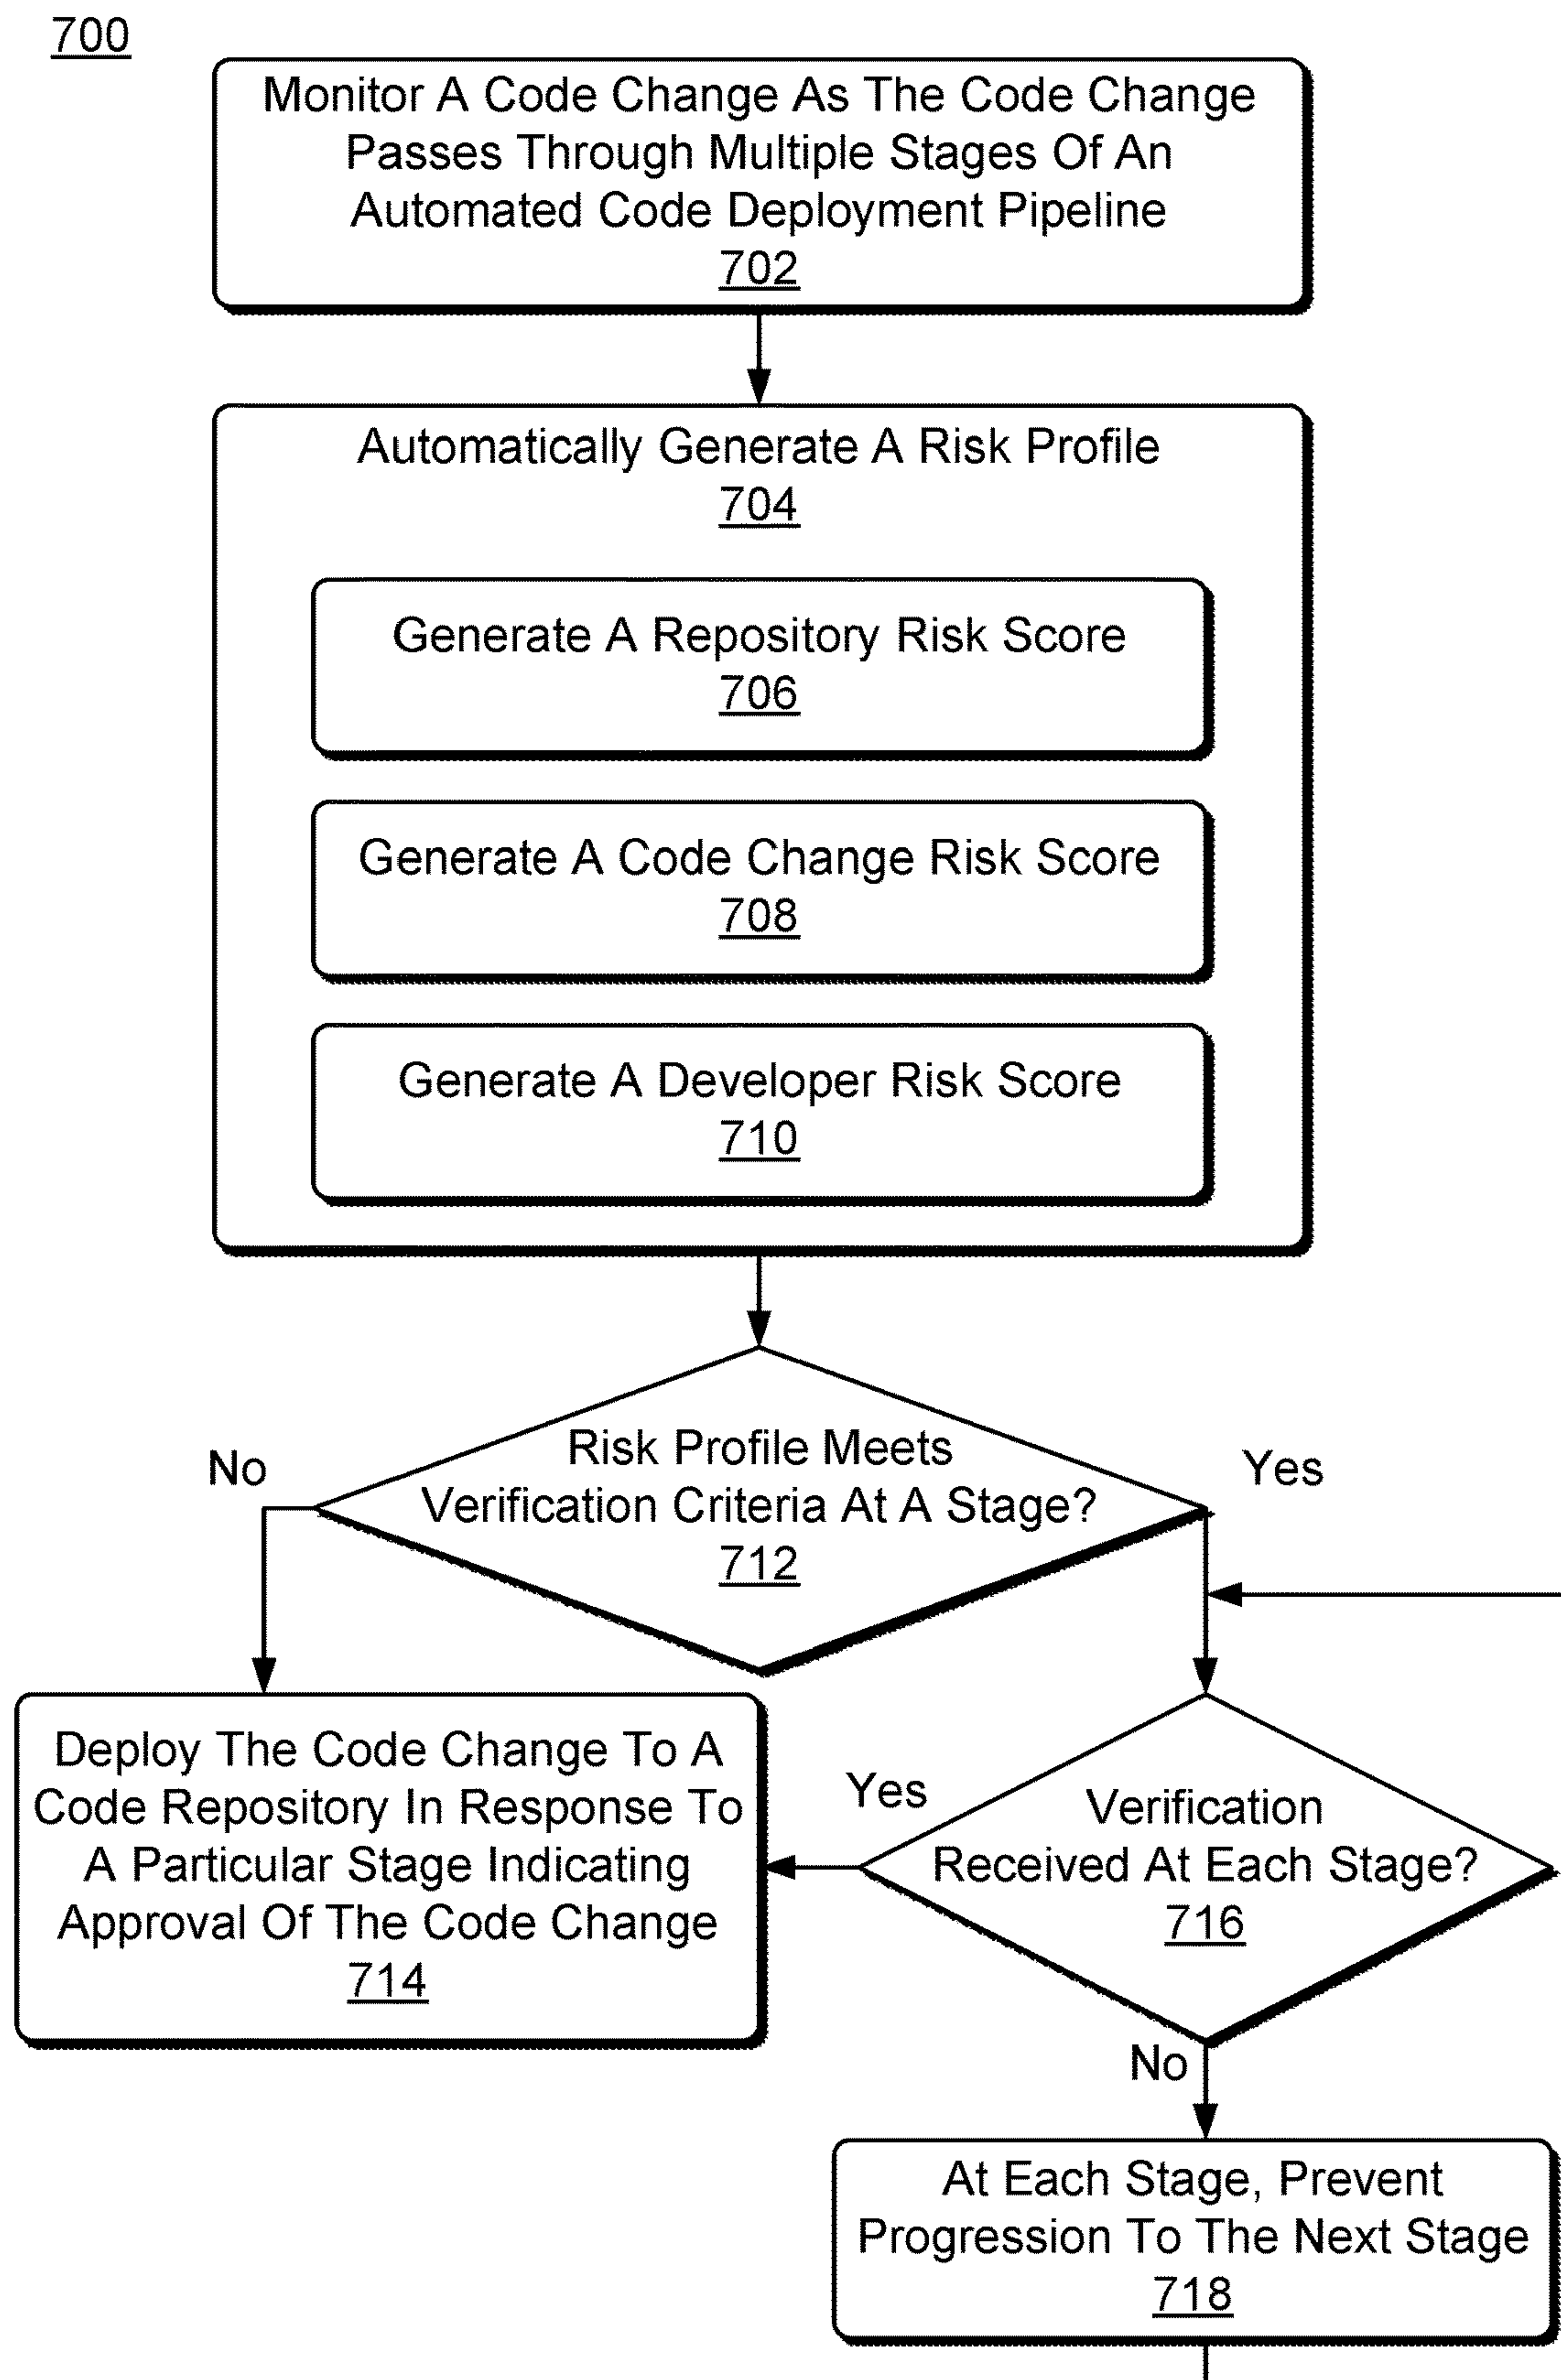 700
Monitor A Code Change As The Code Change
Passes Through Multiple Stages Of An
Automated Code Deployment Pipeline
702
Automatically Generate A Risk Profile
704
Generate A Repository Risk Score
706
Generate A Code Change Risk Score
708
Generate A Developer Risk Score
710
Risk Profile Meets
Verification Criteria At A Stage?
712
No
Yes
Deploy The Code Change To A
Code Repository In Response To
A Particular Stage Indicating
Approval Of The Code Change
714
Yes
Verification
Received At Each Stage?
716
No
At Each Stage, Prevent
Progression To The Next Stage
718